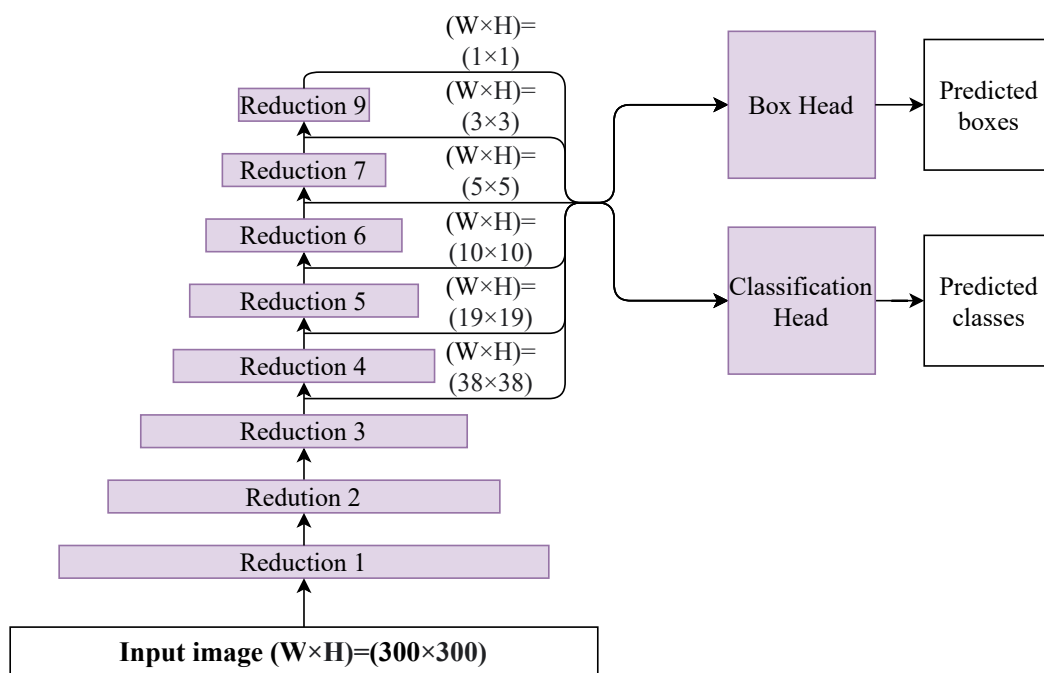 (W×H)=
(1×1)
Reduction 9
(W×H)=
(3×3)
Reduction 7
(W×H)=
(5×5)
Reduction 6
(W×H)=
(10×10)
Reduction 5
(W×H)=
(19×19)
Reduction 4
(W×H)=
(38×38)
Reduction 3
Redution 2
Reduction 1
Input image (W×H)=(300×300)
Box Head
Predicted
boxes
Classification
Head
Predicted
classes